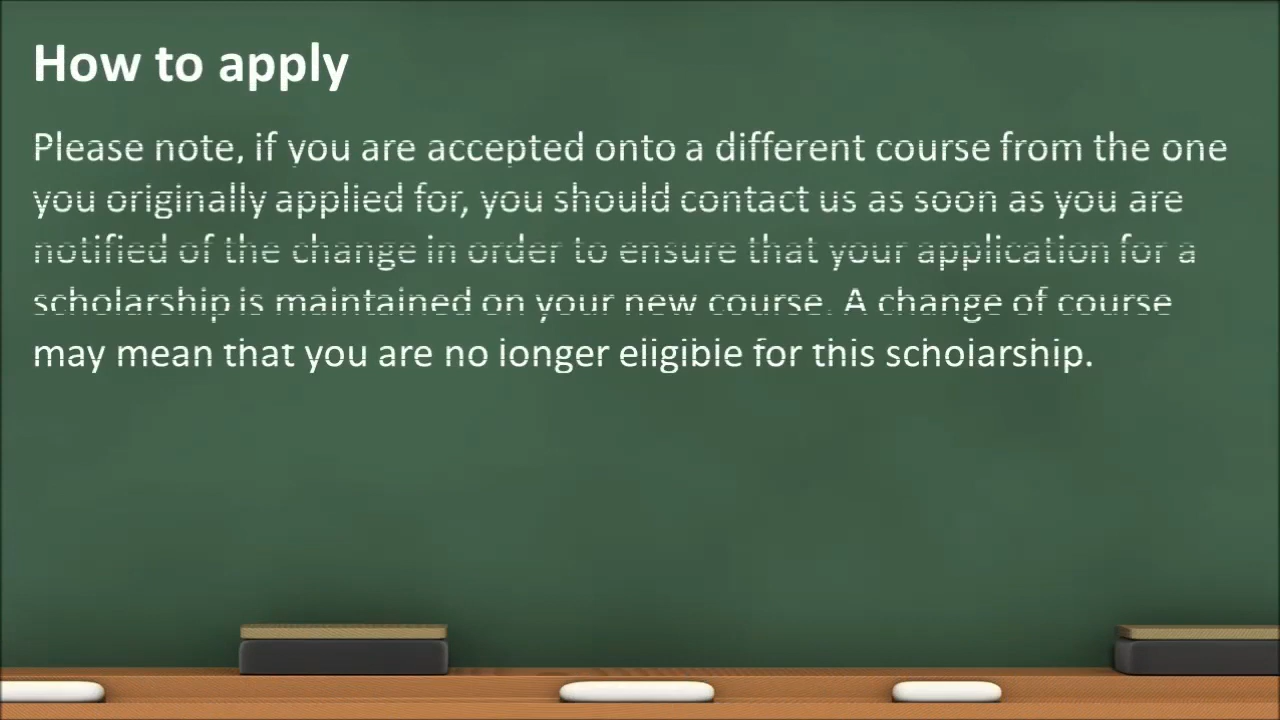 How to apply
Please note, if you are accepted onto a different course from the one
you originally applied for, you should contact us as soon as you are
notified of the change in order to ensure that your application for a
scholarship is maintained on your new course. A change of course
may mean that you are no longer eligible for this scholarship.